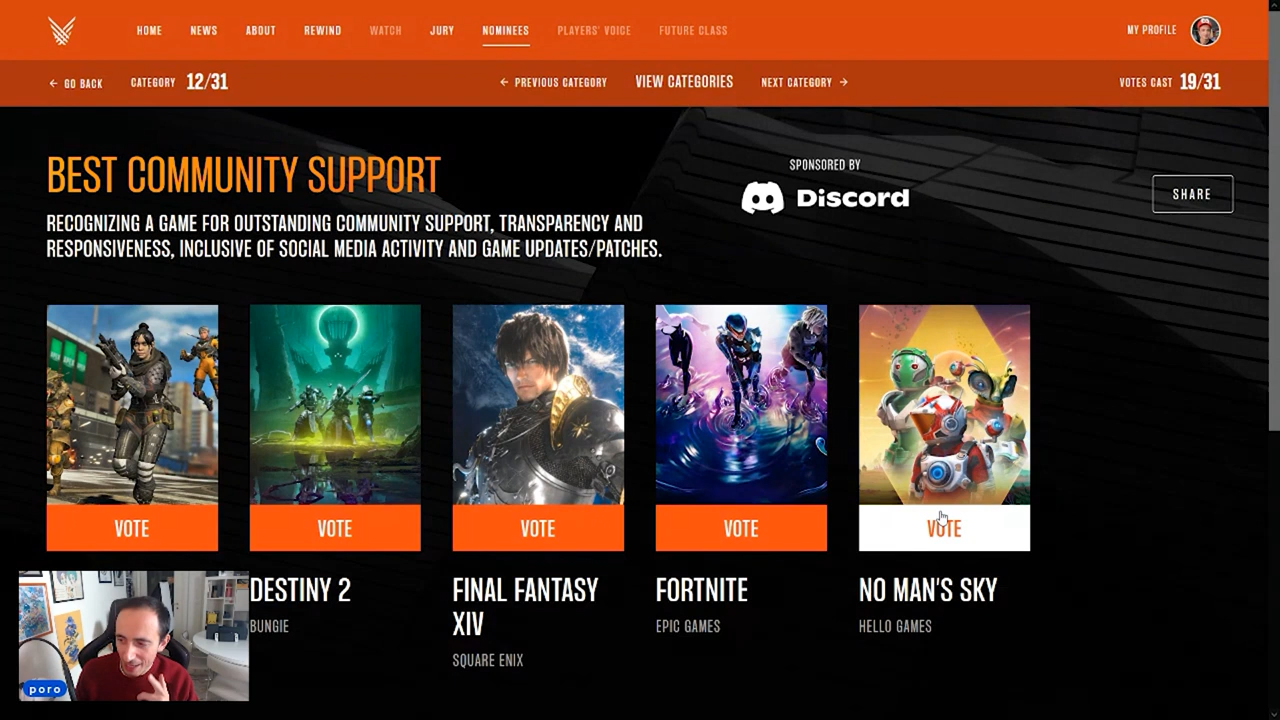 HOME NEWS ABOUT REWIND WATCH JURY NOMINEES PLAYERS' VOICE FUTURE CLASS MY PROFILE
← GO BACK CATEGORY 12/31 ← PREVIOUS CATEGORY VIEW CATEGORIES NEXT CATEGORY → VOTES CAST 19/31
BEST COMMUNITY SUPPORT
RECOGNIZING A GAME FOR OUTSTANDING COMMUNITY SUPPORT, TRANSPARENCY AND
RESPONSIVENESS, INCLUSIVE OF SOCIAL MEDIA ACTIVITY AND GAME UPDATES/PATCHES.
SPONSORED BY
Discord
SHARE
VOTE VOTE VOTE VOTE VOTE
DESTINY 2
BUNGIE
FINAL FANTASY
XIV
SQUARE ENIX
FORTNITE
EPIC GAMES
NO MAN'S SKY
HELLO GAMES
poro